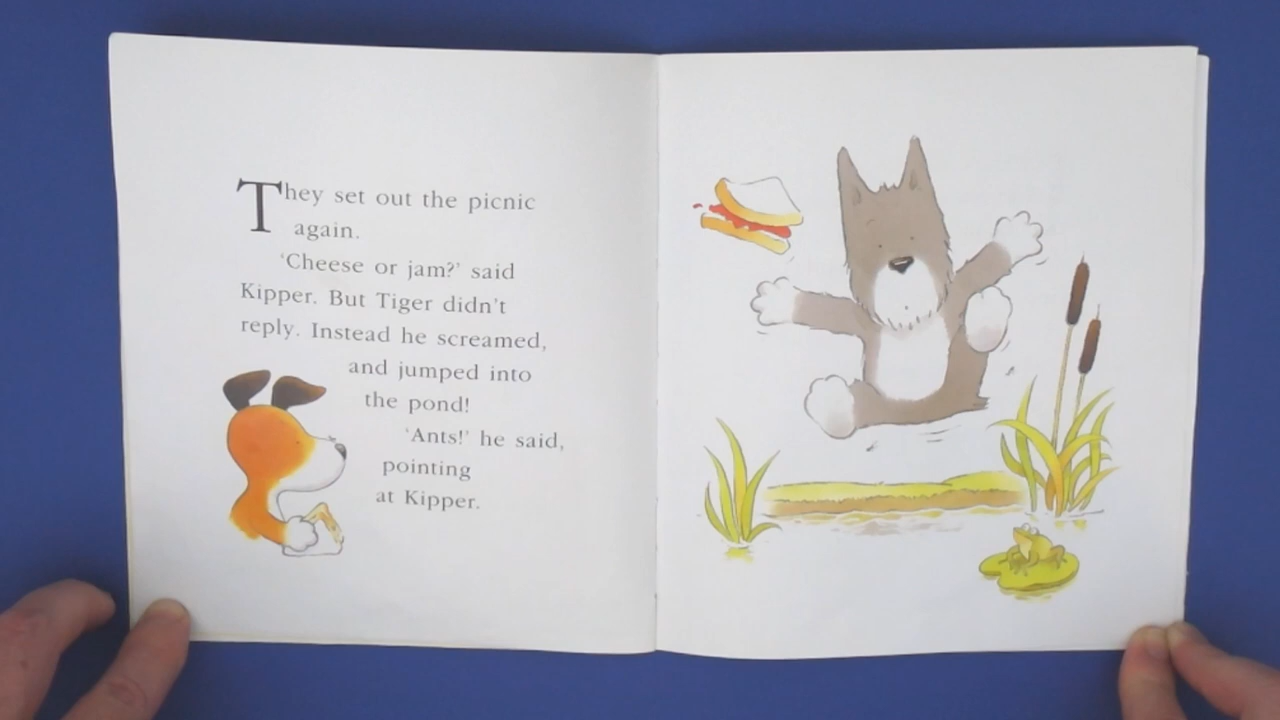 They set out the picnic
again.
‘Cheese or jam?’ said
Kipper. But Tiger didn’t
reply. Instead he screamed,
and jumped into
the pond!
‘Ants!’ he said,
pointing
at Kipper.